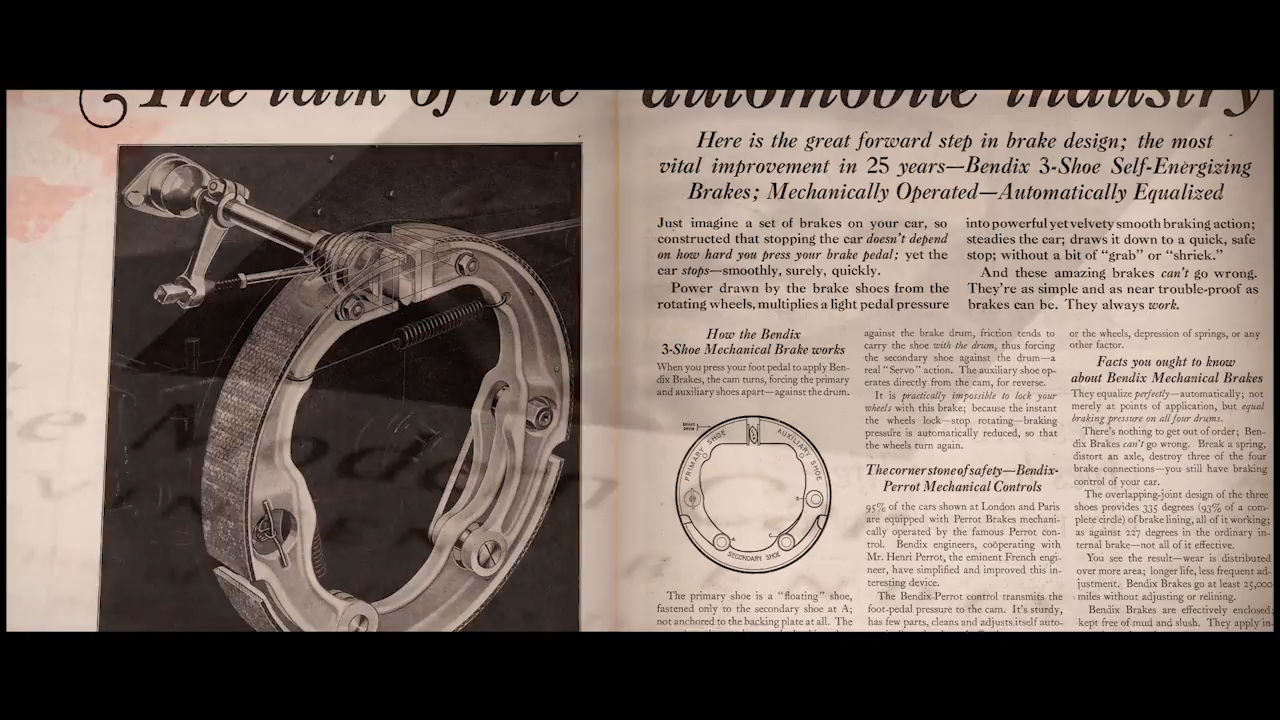 The talk of the automobile industry
Here is the great forward step in brake design; the most
vital improvement in 25 years—Bendix 3-Shoe Self-Energizing
Brakes; Mechanically Operated—Automatically Equalized
Just imagine a set of brakes on your car, so
constructed that stopping the car doesn't depend
on how hard you press your brake pedal; yet the
car stops—smoothly, surely, quickly.
Power drawn by the brake shoes from the
rotating wheels, multiplies a light pedal pressure
into powerful yet velvety smooth braking action;
steadies the car; draws it down to a quick, safe
stop; without a bit of "grab" or "shriek."
And these amazing brakes can't go wrong.
They're as simple and as near trouble-proof as
brakes can be. They always work.
How the Bendix
3-Shoe Mechanical Brake works
When you press your foot pedal to apply Ben-
dix Brakes, the cam turns, forcing the primary
and auxiliary shoes apart—against the drum.
BRAKE
DRUM
PRIMARY SHOE
AUXILIARY SHOE
SECONDARY SHOE
A
B
C
The primary shoe is a "floating" shoe,
fastened only to the secondary shoe at A;
not anchored to the backing plate at all. The
against the brake drum, friction tends to
carry the shoe with the drum, thus forcing
the secondary shoe against the drum—a
real "Servo" action. The auxiliary shoe op-
erates directly from the cam, for reverse.
It is practically impossible to lock your
wheels with this brake; because the instant
the wheels lock—stop rotating—braking
pressure is automatically reduced, so that
the wheels turn again.
The corner stone of safety—Bendix-
Perrot Mechanical Controls
95% of the cars shown at London and Paris
are equipped with Perrot Brakes mechani-
cally operated by the famous Perrot con-
trol. Bendix engineers, coöperating with
Mr. Henri Perrot, the eminent French engi-
neer, have simplified and improved this in-
teresting device.
The Bendix-Perrot control transmits the
foot-pedal pressure to the cam. It's sturdy,
has few parts, cleans and adjusts itself auto-
or the wheels, depression of springs, or any
other factor.
Facts you ought to know
about Bendix Mechanical Brakes
They equalize perfectly—automatically; not
merely at points of application, but equal
braking pressure on all four drums.
There's nothing to get out of order; Ben-
dix Brakes can't go wrong. Break a spring,
distort an axle, destroy three of the four
brake connections—you still have braking
control of your car.
The overlapping-joint design of the three
shoes provides 335 degrees (93% of a com-
plete circle) of brake lining, all of it working;
as against 227 degrees in the ordinary in-
ternal brake—not all of it effective.
You see the result—wear is distributed
over more area; longer life, less frequent ad-
justment. Bendix Brakes go at least 25,000
miles without adjusting or relining.
Bendix Brakes are effectively enclosed;
kept free of mud and slush. They apply in-